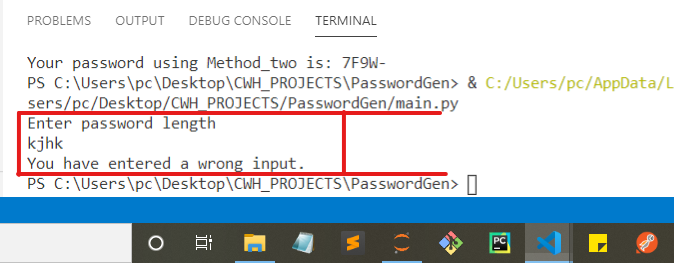 PROBLEMS OUTPUT DEBUG CONSOLE TERMINAL
Your password using Method_two is: 7F9W-
PS C:\Users\pc\Desktop\CWH_PROJECTS\PasswordGen> & C:/Users/pc/AppData/L
sers/pc/Desktop/CWH_PROJECTS/PasswordGen/main.py
Enter password length
kjhk
You have entered a wrong input.
PS C:\Users\pc\Desktop\CWH_PROJECTS\PasswordGen>
PC